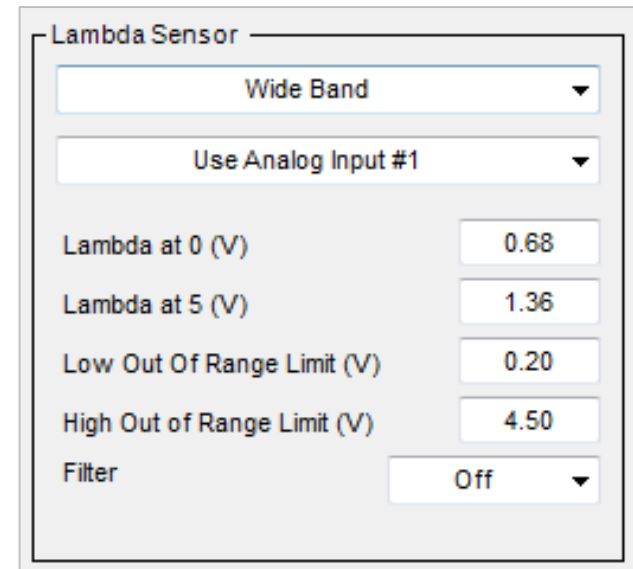 Lambda Sensor
Wide Band
Use Analog Input #1
Lambda at 0 (V) 0.68
Lambda at 5 (V) 1.36
Low Out Of Range Limit (V) 0.20
High Out of Range Limit (V) 4.50
Filter Off